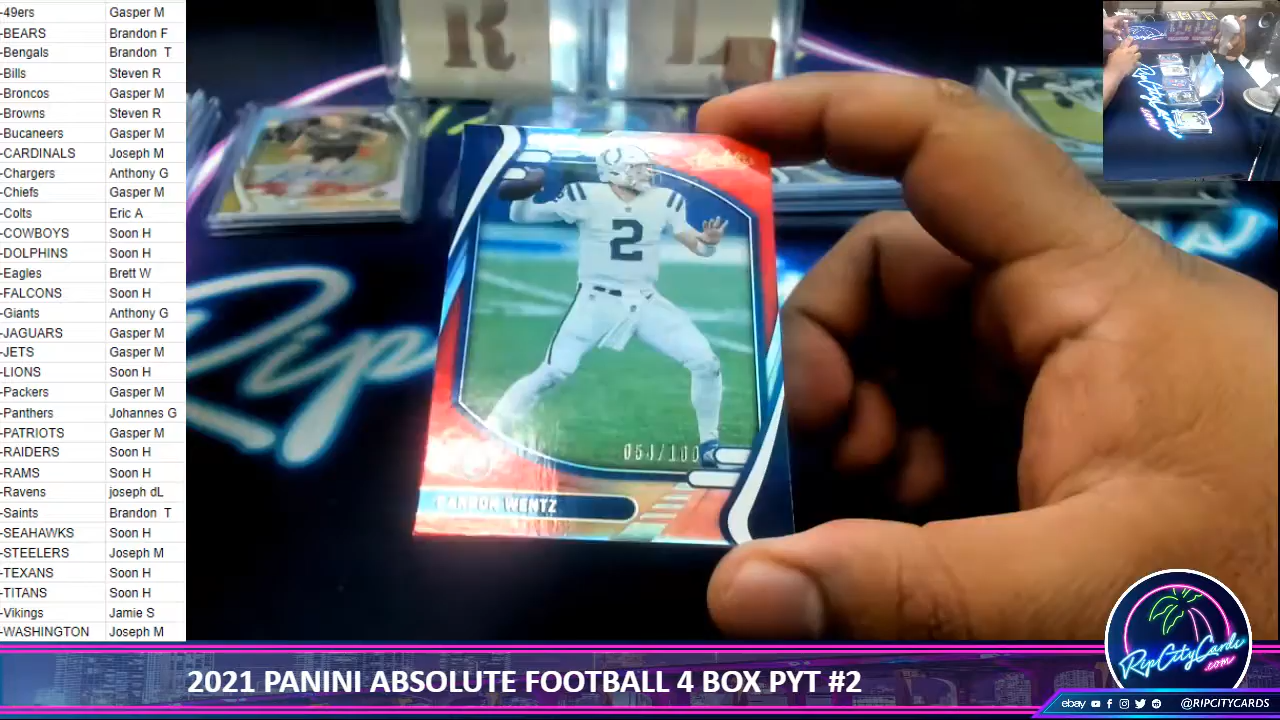 -49ers Gasper M
-BEARS Brandon F
-Bengals Brandon T
-Bills Steven R
-Broncos Gasper M
-Browns Steven R
-Bucaneers Gasper M
-CARDINALS Joseph M
-Chargers Anthony G
-Chiefs Gasper M
-Colts Eric A
-COWBOYS Soon H
-DOLPHINS Soon H
-Eagles Brett W
-FALCONS Soon H
-Giants Anthony G
-JAGUARS Gasper M
-JETS Gasper M
-LIONS Soon H
-Packers Gasper M
-Panthers Johannes G
-PATRIOTS Gasper M
-RAIDERS Soon H
-RAMS Soon H
-Ravens joseph dL
-Saints Brandon T
-SEAHAWKS Soon H
-STEELERS Joseph M
-TEXANS Soon H
-TITANS Soon H
-Vikings Jamie S
-WASHINGTON Joseph M
2
WENTZ
Rip
2021 PANINI ABSOLUTE FOOTBALL 4 BOX PYT #2
RipCityCards
.com
ebay @RIPCITYCARDS